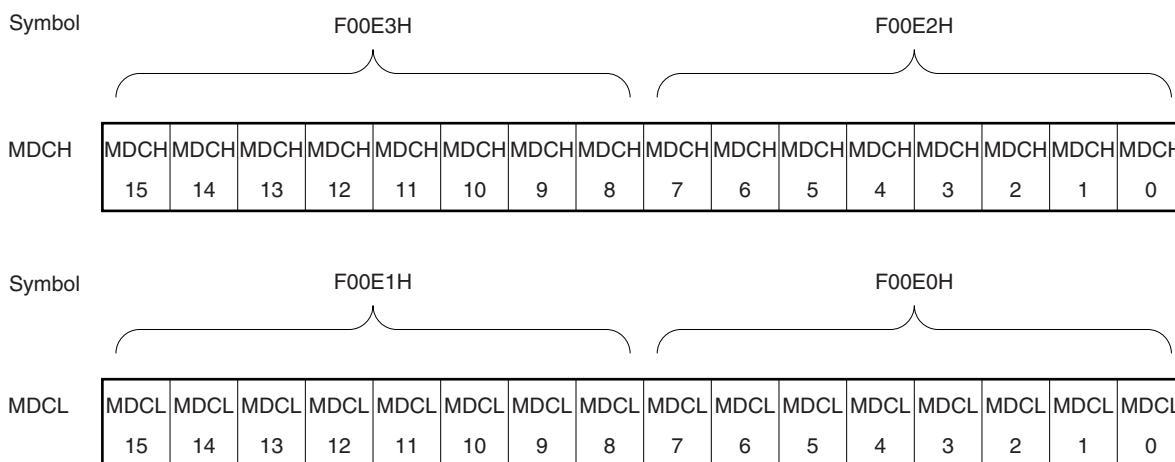 Symbol F00E3H F00E2H
MDCH MDCH MDCH MDCH MDCH MDCH MDCH MDCH MDCH MDCH MDCH MDCH MDCH MDCH MDCH MDCH MDCH
15 14 13 12 11 10 9 8 7 6 5 4 3 2 1 0
Symbol F00E1H F00E0H
MDCL MDCL MDCL MDCL MDCL MDCL MDCL MDCL MDCL MDCL MDCL MDCL MDCL MDCL MDCL MDCL MDCL
15 14 13 12 11 10 9 8 7 6 5 4 3 2 1 0